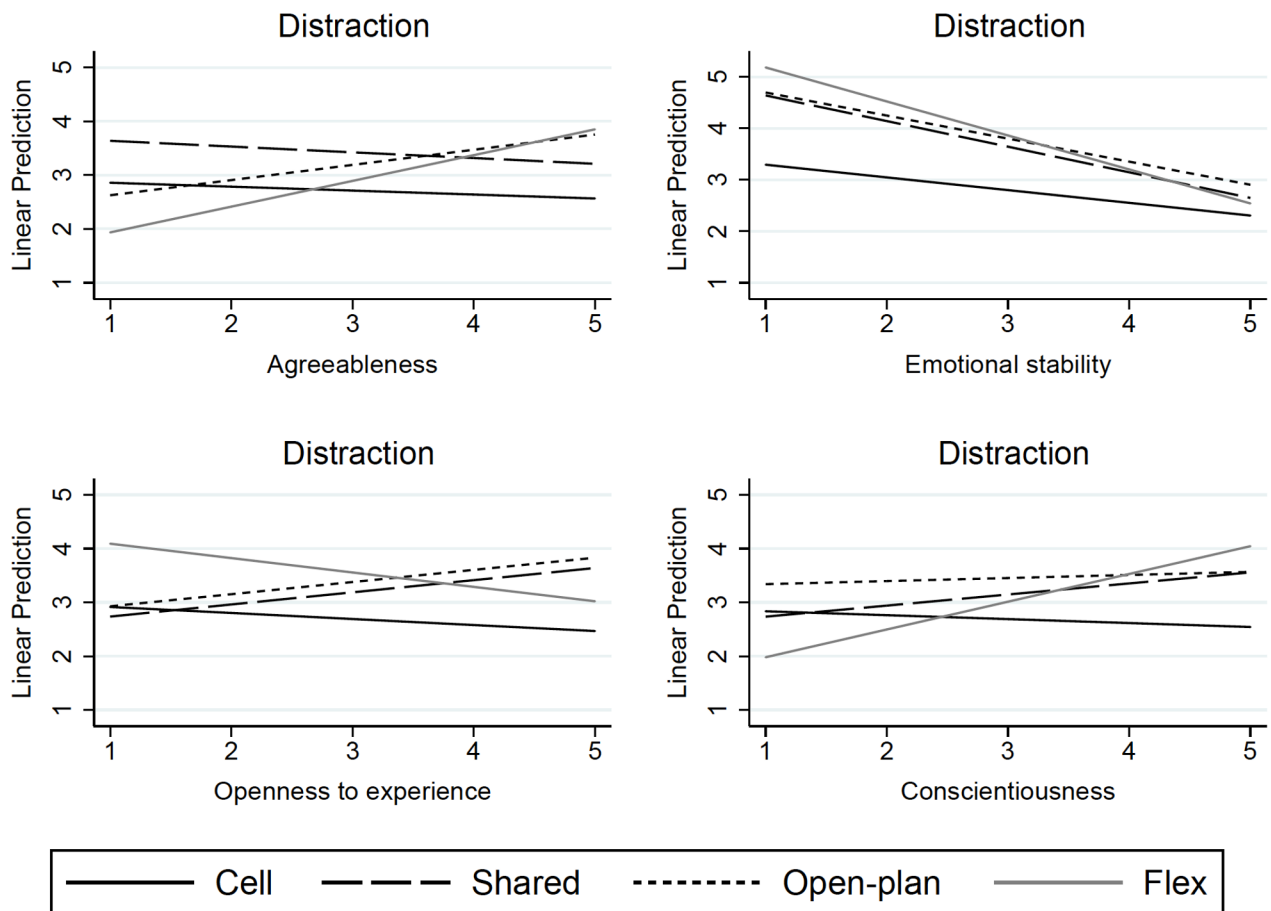 Distraction
Linear Prediction
5
4
3
2
1
1 2 3 4 5
Agreeableness
Distraction
Linear Prediction
5
4
3
2
1
1 2 3 4 5
Emotional stability
Distraction
Linear Prediction
5
4
3
2
1
1 2 3 4 5
Openness to experience
Distraction
Linear Prediction
5
4
3
2
1
1 2 3 4 5
Conscientiousness
Cell Shared Open-plan Flex